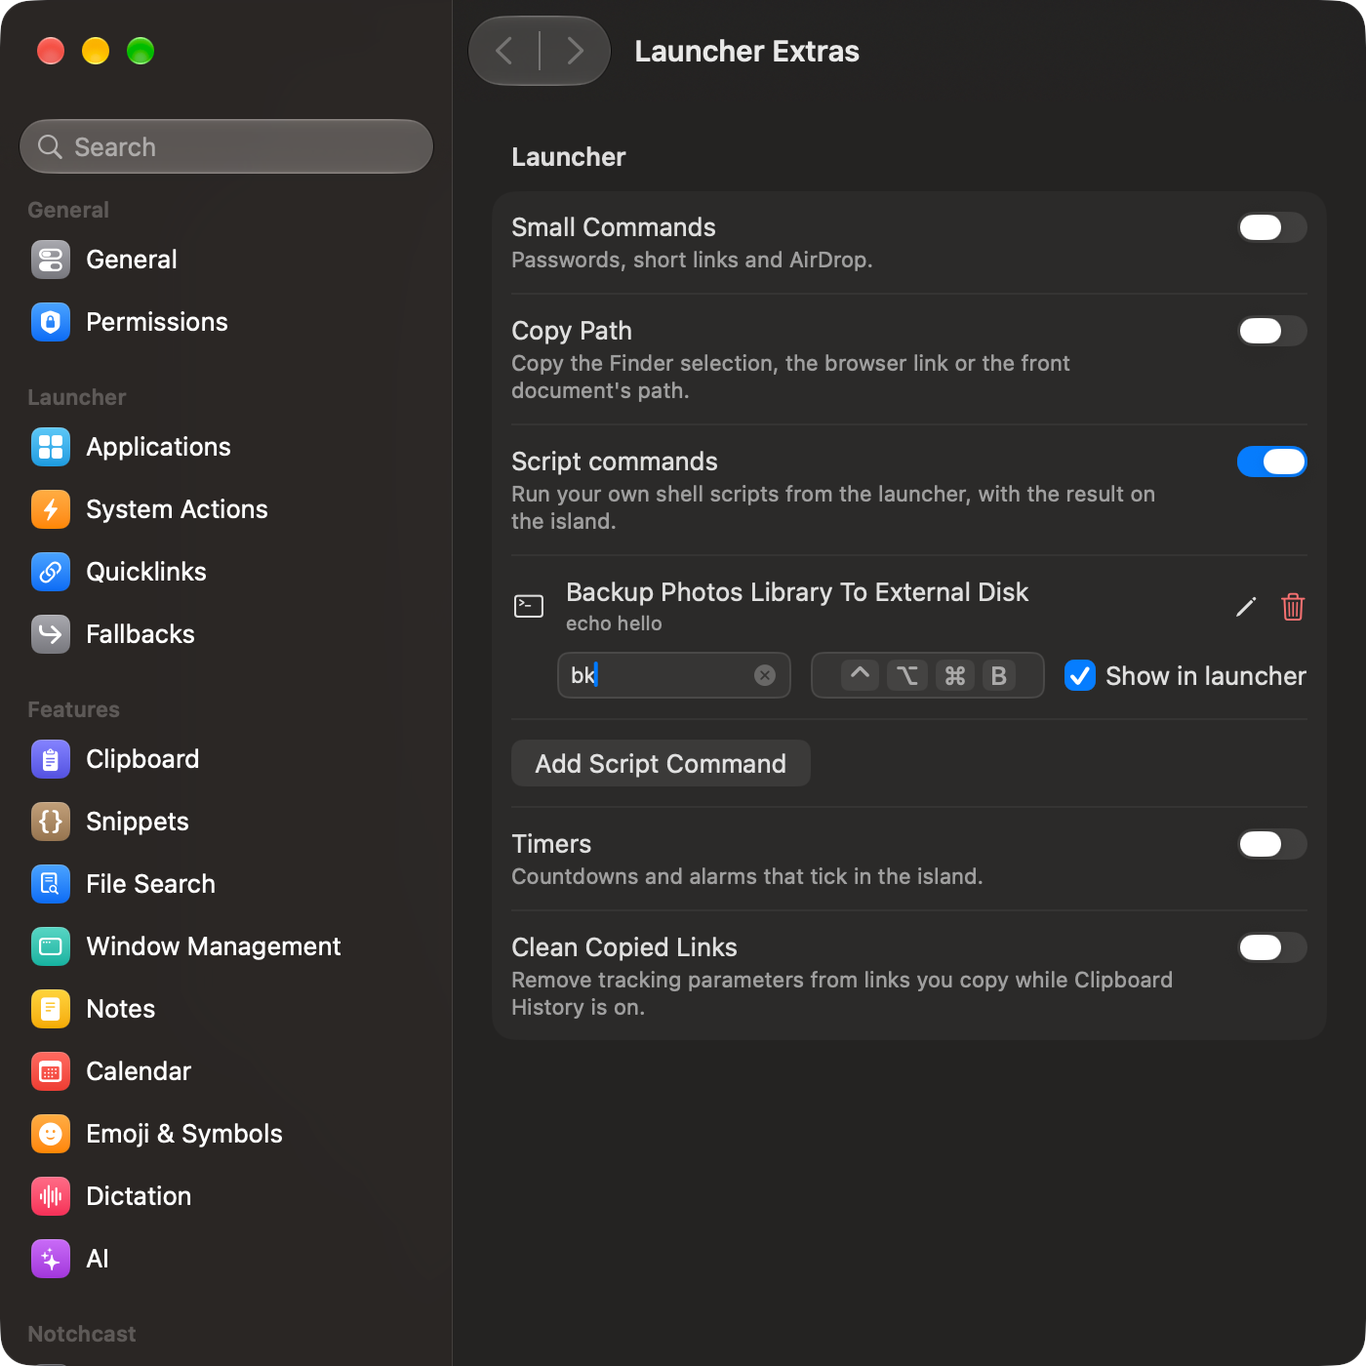 Launcher Extras
Search
General
General
Permissions
Launcher
Applications
System Actions
Quicklinks
Fallbacks
Features
Clipboard
Snippets
File Search
Window Management
Notes
Calendar
Emoji & Symbols
Dictation
AI
Notchcast
Launcher
Small Commands
Passwords, short links and AirDrop.
Copy Path
Copy the Finder selection, the browser link or the front
document's path.
Script commands
Run your own shell scripts from the launcher, with the result on
the island.
Backup Photos Library To External Disk
echo hello
bk
⌃ ⌥ ⌘ B
Show in launcher
Add Script Command
Timers
Countdowns and alarms that tick in the island.
Clean Copied Links
Remove tracking parameters from links you copy while Clipboard
History is on.